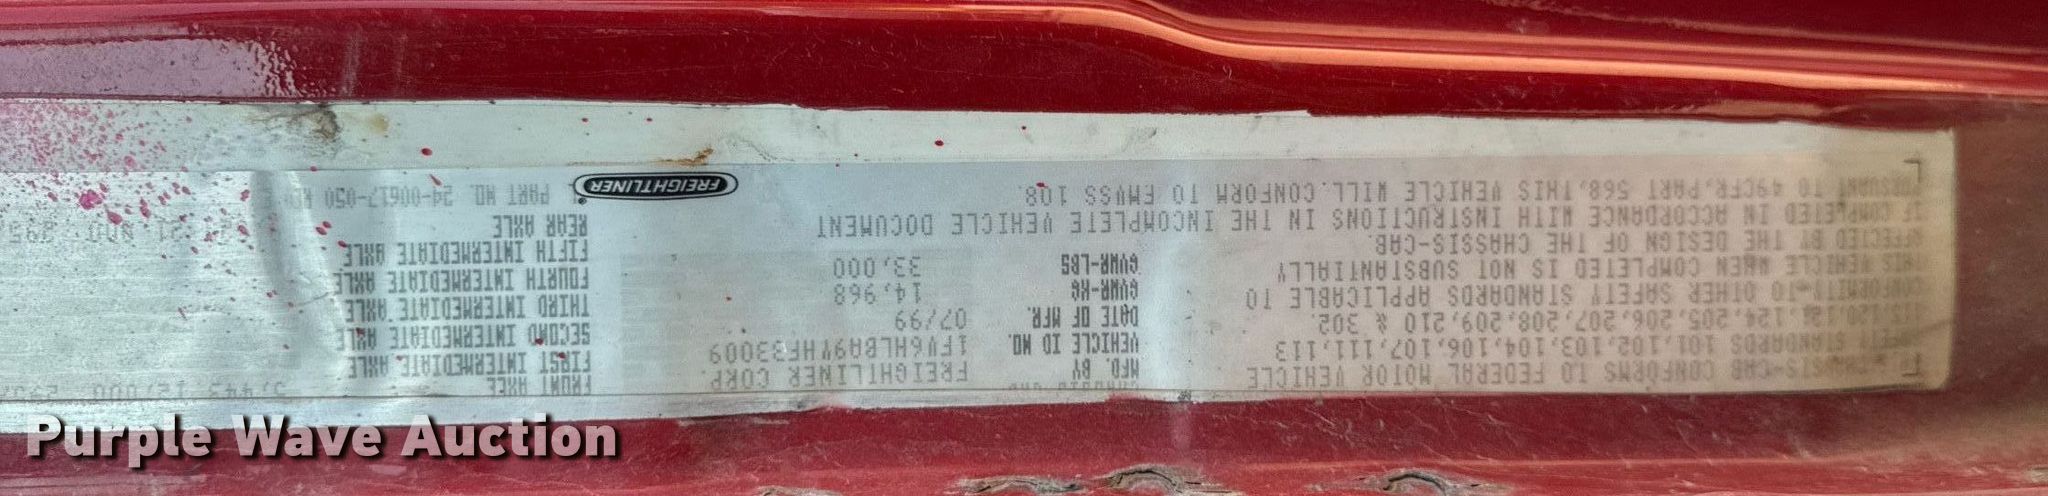 CHASSIS-CAB CONFORMS TO FEDERAL MOTOR VEHICLE
SAFETY STANDARDS 101,102,103,104,106,107,111,113
124,205,206,207,208,209,210 & 302.
CONFORMITY TO OTHER SAFETY STANDARDS APPLICABLE TO
THIS VEHICLE WHEN COMPLETED IS NOT SUBSTANTIALLY
AFFECTED BY THE DESIGN OF THE CHASSIS-CAB.
IF COMPLETED IN ACCORDANCE WITH INSTRUCTIONS IN THE INCOMPLETE VEHICLE DOCUMENT
PURSUANT TO 49CFR,PART 568,THIS VEHICLE WILL CONFORM TO FMVSS 108.
CHASSIS-CAB
MFD. BY FREIGHTLINER CORP.
VEHICLE ID NO.
DATE OF MFR. 07/99
GVWR-KG 14,968
GVWR-LBS 33,000
FREIGHTLINER
FRONT AXLE 5,443 12,000
FIRST INTERMEDIATE AXLE
SECOND INTERMEDIATE AXLE
THIRD INTERMEDIATE AXLE
FOURTH INTERMEDIATE AXLE
FIFTH INTERMEDIATE AXLE
REAR AXLE
PART NO. 24-00617-050
Purple Wave Auction